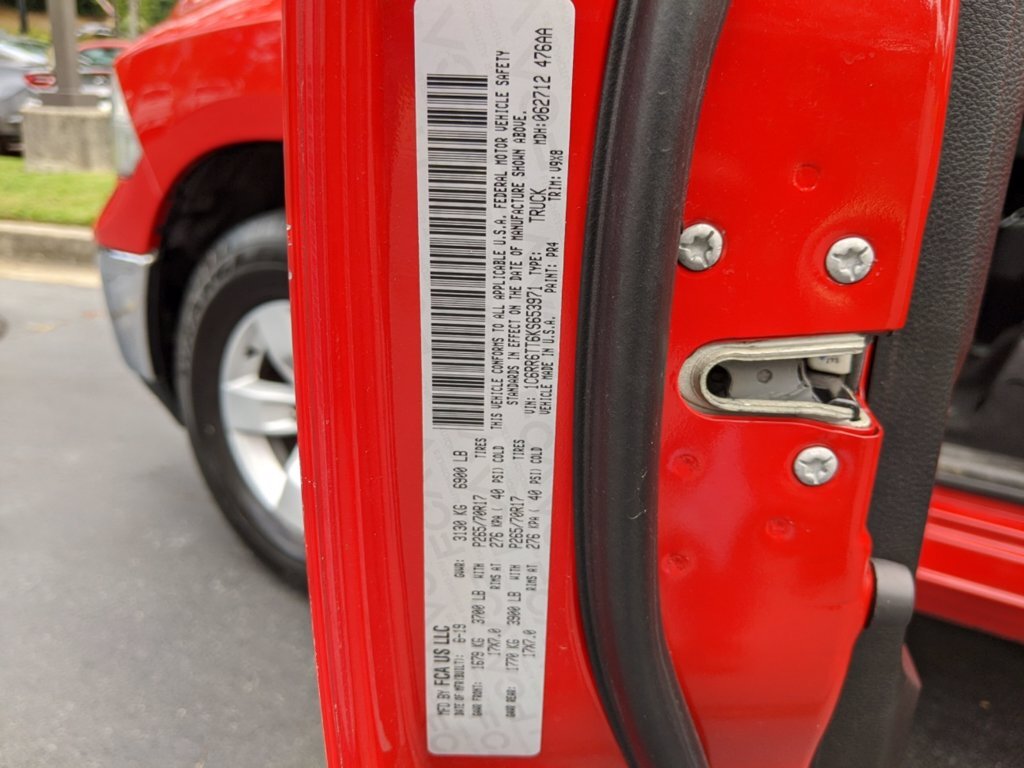 MFD BY FCA US LLC
DATE OF MFR(BUILT): 6-19 GVWR: 3130 KG 6900 LB
GAWR FRONT: 1679 KG 3700 LB WITH P265/70R17 TIRES
17X7.0 RIMS AT 276 KPA ( 40 PSI) COLD
GAWR REAR: 1770 KG 3900 LB WITH P265/70R17 TIRES
17X7.0 RIMS AT 276 KPA ( 40 PSI) COLD
THIS VEHICLE CONFORMS TO ALL APPLICABLE U.S.A. FEDERAL MOTOR VEHICLE SAFETY
STANDARDS IN EFFECT ON THE DATE OF MANUFACTURE SHOWN ABOVE.
VIN: 1C6RR6TT6KS653971 TYPE: TRUCK MDH:062712 476AA
VEHICLE MADE IN U.S.A. PAINT: PR4 TRIM: V9X8